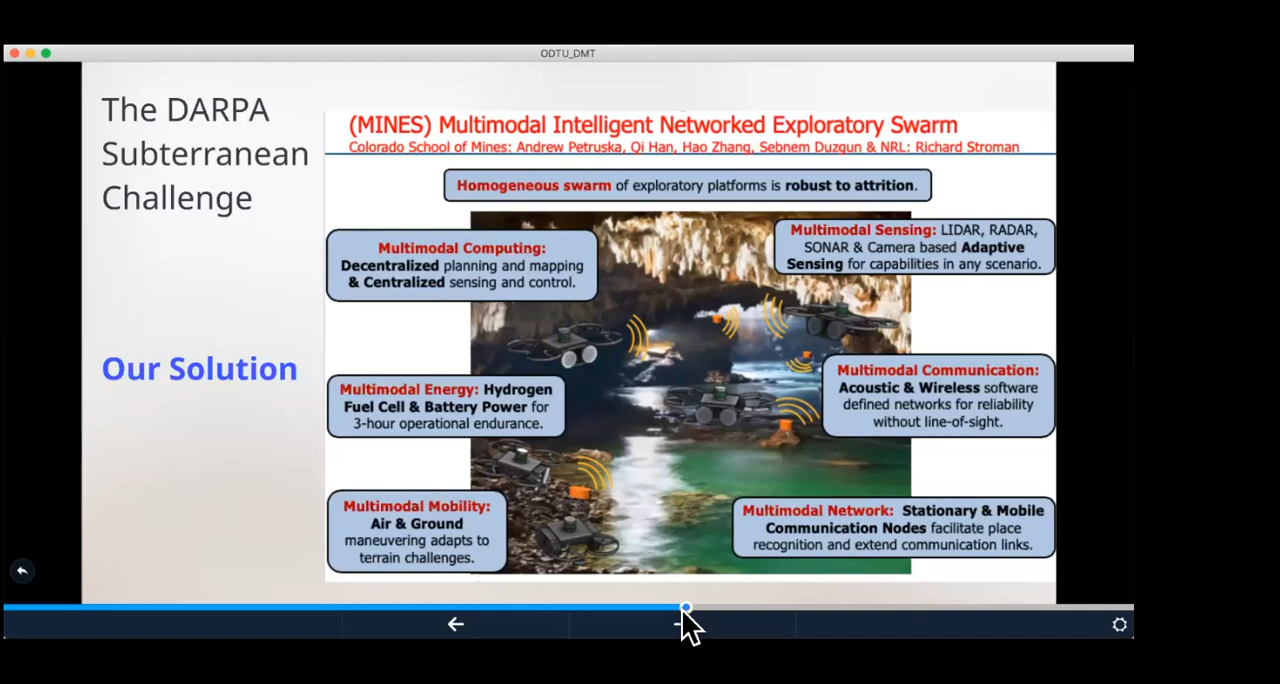 ODTU_DMT
The DARPA
Subterranean
Challenge
Our Solution
(MINES) Multimodal Intelligent Networked Exploratory Swarm
Colorado School of Mines: Andrew Petruska, Qi Han, Hao Zhang, Sebnem Duzgun & NRL: Richard Stroman
Homogeneous swarm of exploratory platforms is robust to attrition.
Multimodal Computing:
Decentralized planning and mapping
& Centralized sensing and control.
Multimodal Sensing: LIDAR, RADAR,
SONAR & Camera based Adaptive
Sensing for capabilities in any scenario.
Multimodal Energy: Hydrogen
Fuel Cell & Battery Power for
3-hour operational endurance.
Multimodal Communication:
Acoustic & Wireless software
defined networks for reliability
without line-of-sight.
Multimodal Mobility:
Air & Ground
maneuvering adapts to
terrain challenges.
Multimodal Network: Stationary & Mobile
Communication Nodes facilitate place
recognition and extend communication links.